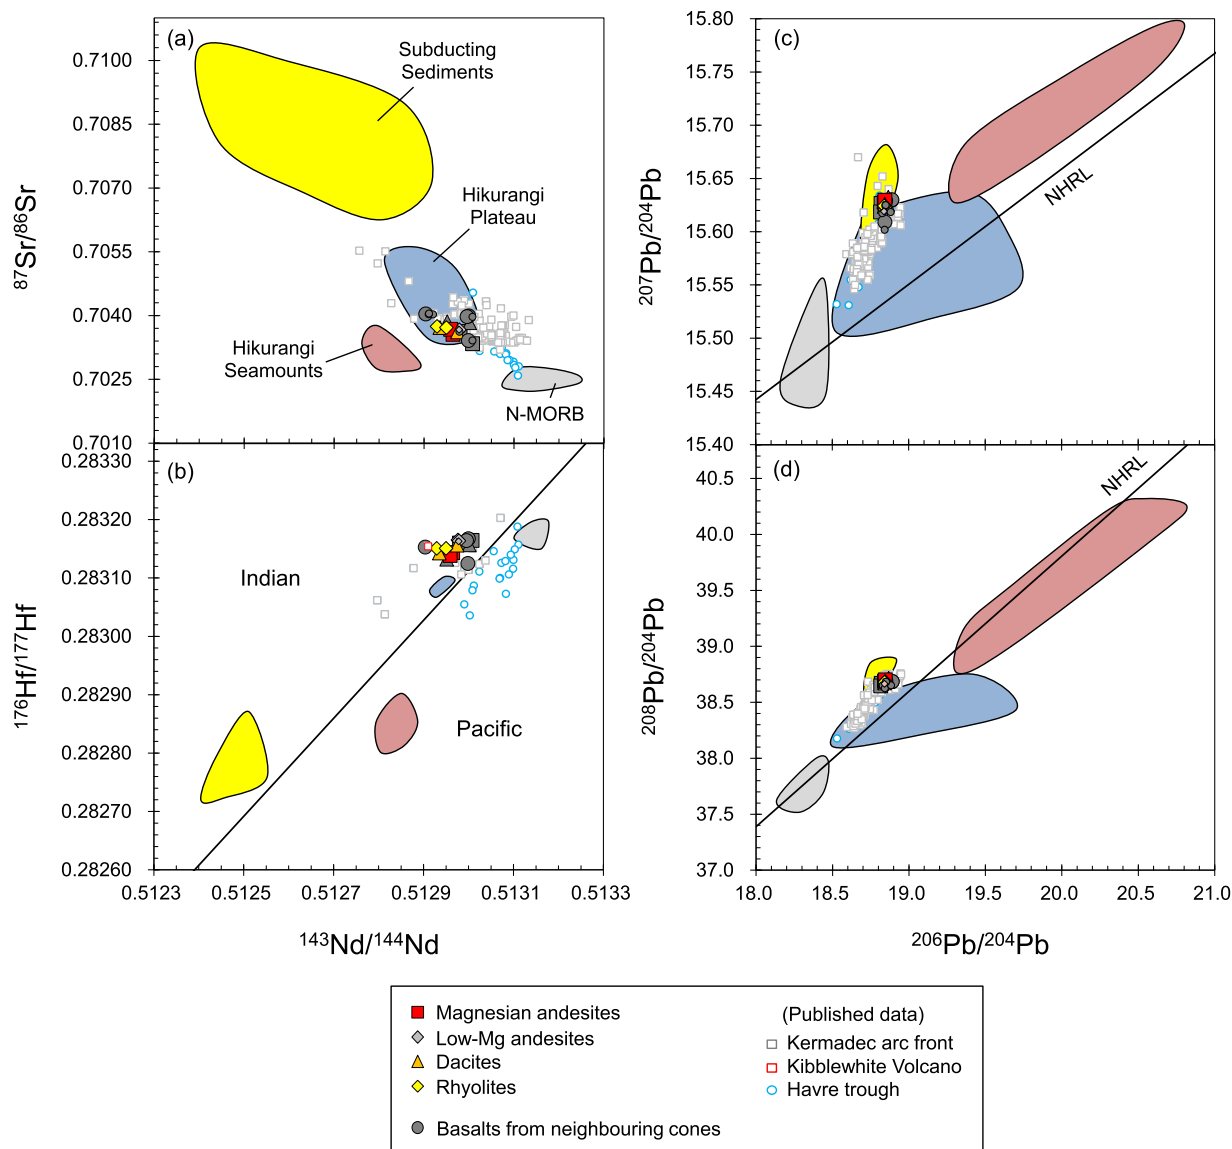 (a)
Subducting
Sediments
Hikurangi
Plateau
Hikurangi
Seamounts
N-MORB
0.7100
0.7085
0.7070
0.7055
0.7040
0.7025
0.7010
87Sr/86Sr
(b)
Indian
Pacific
0.28330
0.28320
0.28310
0.28300
0.28290
0.28280
0.28270
0.28260
176Hf/177Hf
0.5123
0.5125
0.5127
0.5129
0.5131
0.5133
143Nd/144Nd
(c)
NHRL
15.80
15.75
15.70
15.65
15.60
15.55
15.50
15.45
15.40
207Pb/204Pb
(d)
NHRL
40.5
40.0
39.5
39.0
38.5
38.0
37.5
37.0
208Pb/204Pb
18.0
18.5
19.0
19.5
20.0
20.5
21.0
206Pb/204Pb
Magnesian andesites
Low-Mg andesites
Dacites
Rhyolites
Basalts from neighbouring cones
(Published data)
Kermadec arc front
Kibblewhite Volcano
Havre trough